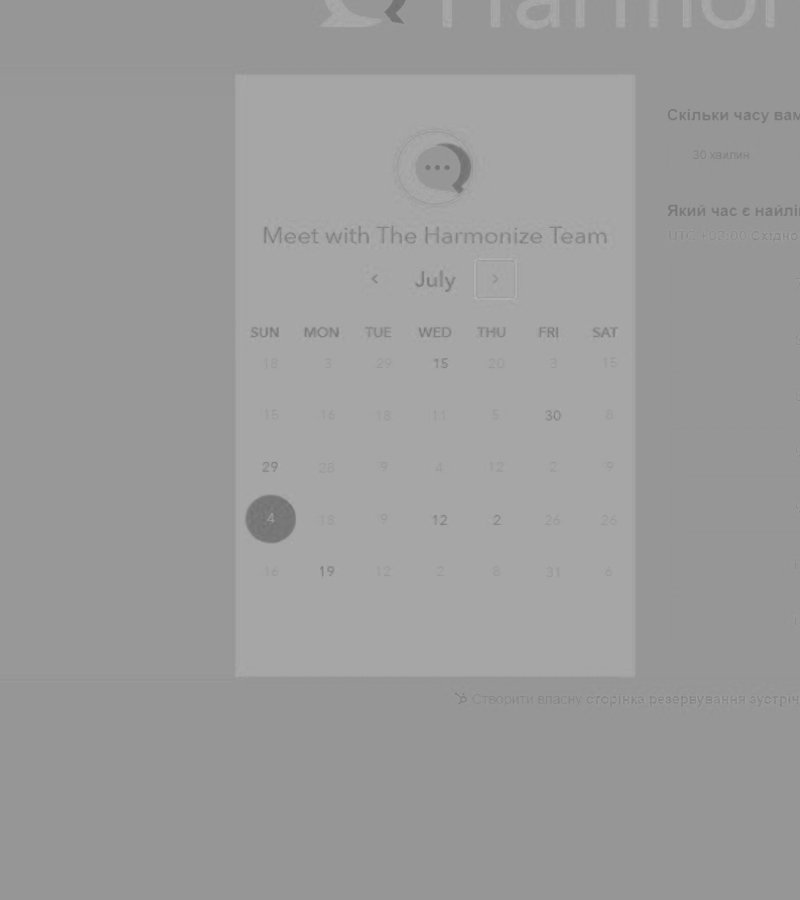 Harmon
Meet with The Harmonize Team
July
SUN MON TUE WED THU FRI SAT
18 3 29 15 20 3 15
15 16 18 11 5 30 8
29 28 9 4 12 2 9
4 18 9 12 2 26 26
16 19 12 2 8 31 6
Скільки часу вам
30 хвилин
Який час є найлі
UTC +02:00 Східно
Створити власну сторінка резервування зустріч